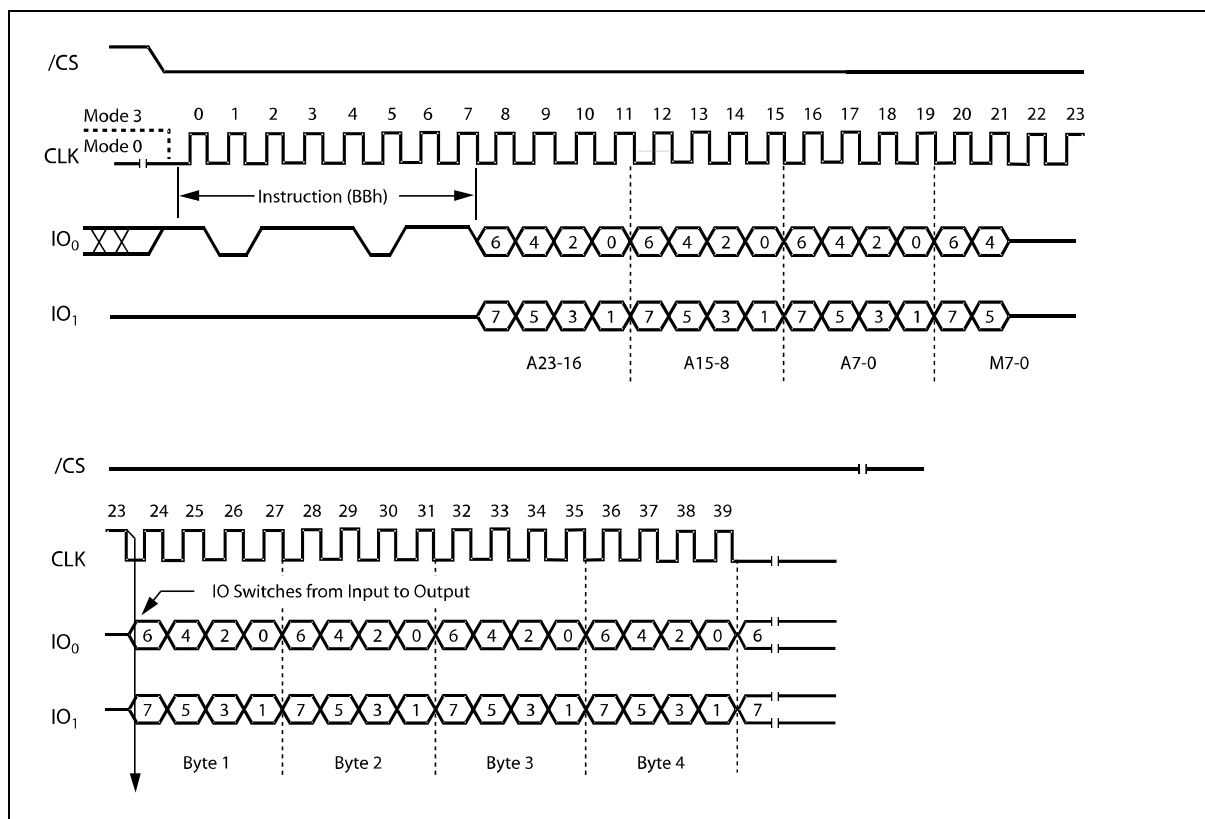 /CS
Mode 3
0 1 2 3 4 5 6 7 8 9 10 11 12 13 14 15 16 17 18 19 20 21 22 23
Mode 0
CLK
Instruction (BBh)
IO0 6 4 2 0 6 4 2 0 6 4 2 0 6 4
IO1 7 5 3 1 7 5 3 1 7 5 3 1 7 5
A23-16 A15-8 A7-0 M7-0
/CS
23 24 25 26 27 28 29 30 31 32 33 34 35 36 37 38 39
CLK
IO Switches from Input to Output
IO0 6 4 2 0 6 4 2 0 6 4 2 0 6 4 2 0 6
IO1 7 5 3 1 7 5 3 1 7 5 3 1 7 5 3 1 7
Byte 1 Byte 2 Byte 3 Byte 4